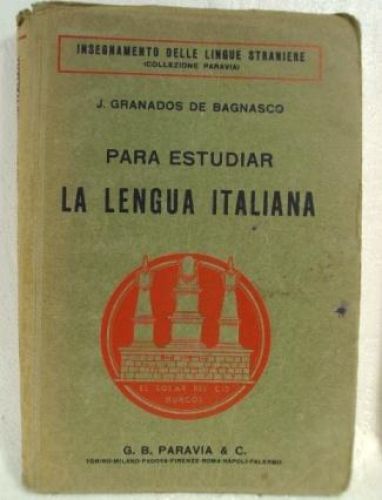 INSEGNAMENTO DELLE LINGUE STRANIERE
(COLLEZIONE PARAVIA)
J. GRANADOS DE BAGNASCO
PARA ESTUDIAR
LA LENGUA ITALIANA
EL SOLAR DEL CID
BURGOS
G. B. PARAVIA & C.
TORINO-MILANO-PADOVA-FIRENZE-ROMA-NAPOLI-PALERMO